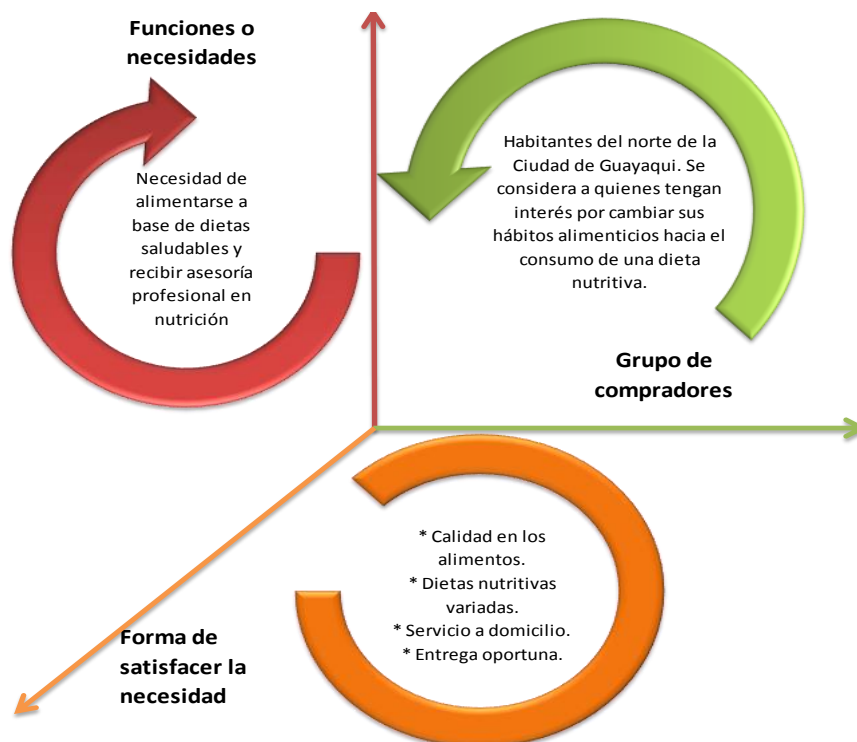 Funciones o
necesidades
Necesidad de
alimentarse a
base de dietas
saludables y
recibir asesoría
profesional en
nutrición
Habitantes del norte de la
Ciudad de Guayaqui. Se
considera a quienes tengan
interés por cambiar sus
hábitos alimenticios hacia el
consumo de una dieta
nutritiva.
Grupo de
compradores
* Calidad en los
alimentos.
* Dietas nutritivas
variadas.
* Servicio a domicilio.
* Entrega oportuna.
Forma de
satisfacer la
necesidad